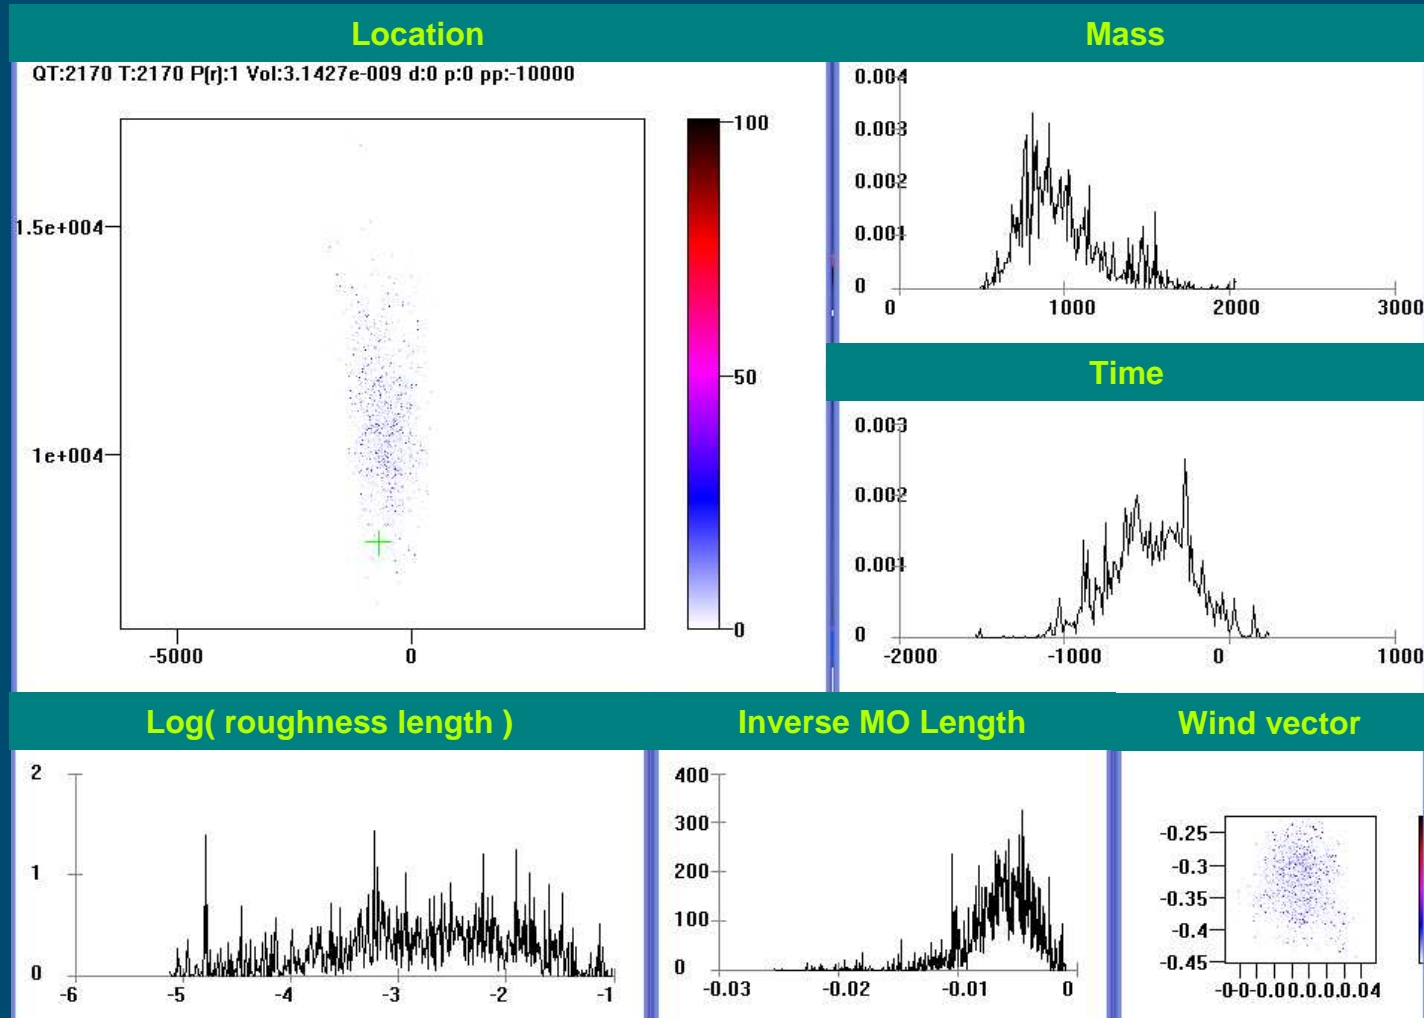 Location
QT:2170 T:2170 P(r):1 Vol:3.1427e-009 d:0 p:0 pp:-10000
100
1.5e+004
50
1e+004
0
-5000 0
Mass
0.004
0.003
0.002
0.001
0
0 1000 2000 3000
Time
0.003
0.002
0.001
0
-2000 -1000 0 1000
Log( roughness length )
2
1
0
-6 -5 -4 -3 -2 -1
Inverse MO Length
400
300
200
100
0
-0.03 -0.02 -0.01 0
Wind vector
-0.25
-0.3
-0.35
-0.4
-0.45